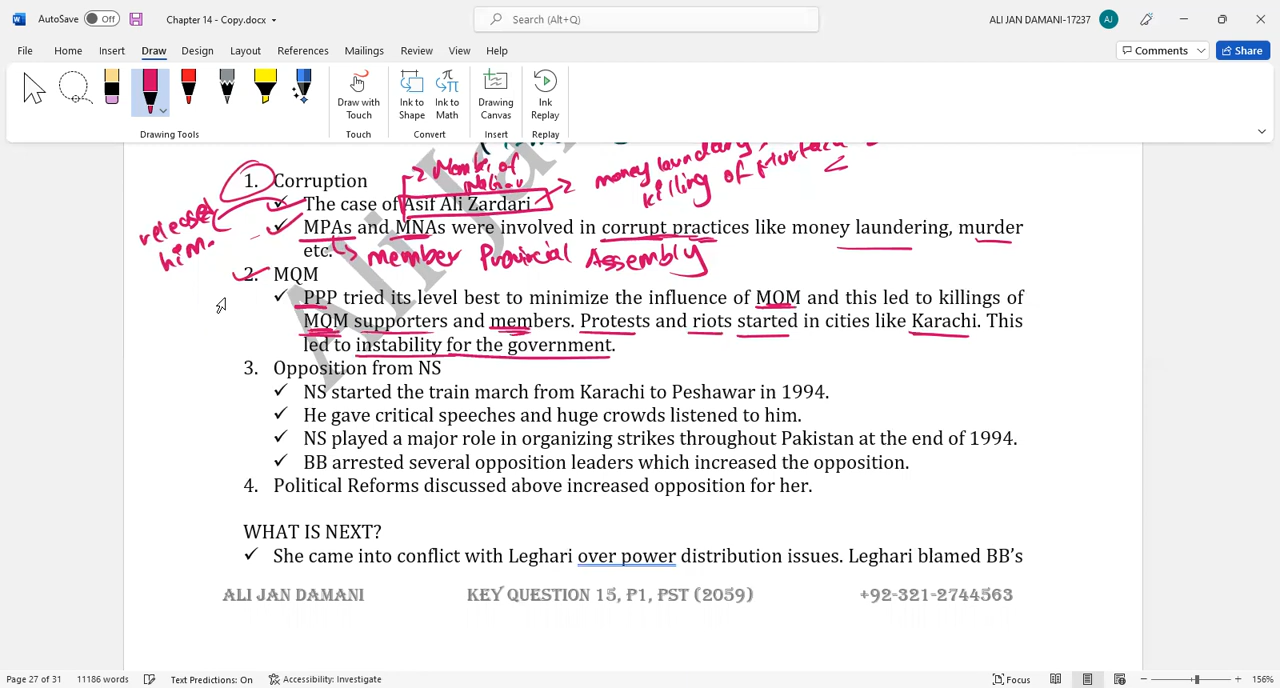 AutoSave Off Chapter 14 - Copy.docx Search (Alt+Q) ALI JAN DAMANI-17237 AJ
File Home Insert Draw Design Layout References Mailings Review View Help Comments Share
Draw with Touch Ink to Shape Ink to Math Drawing Canvas Ink Replay
Drawing Tools Touch Convert Insert Replay
Ali Ja
money laundering
killing of Murtaza
Member of
1. Corruption
✓ The case of Asif Ali Zardari
released him.
✓ MPAs and MNAs were involved in corrupt practices like money laundering, murder
etc.
member Provincial Assembly
2. MQM
✓ PPP tried its level best to minimize the influence of MQM and this led to killings of
MQM supporters and members. Protests and riots started in cities like Karachi. This
led to instability for the government.
3. Opposition from NS
✓ NS started the train march from Karachi to Peshawar in 1994.
✓ He gave critical speeches and huge crowds listened to him.
✓ NS played a major role in organizing strikes throughout Pakistan at the end of 1994.
✓ BB arrested several opposition leaders which increased the opposition.
4. Political Reforms discussed above increased opposition for her.
WHAT IS NEXT?
✓ She came into conflict with Leghari over power distribution issues. Leghari blamed BB's
ALI JAN DAMANI KEY QUESTION 15, P1, PST (2059) +92-321-2744563
Page 27 of 31 11186 words Text Predictions: On Accessibility: Investigate Focus 156%